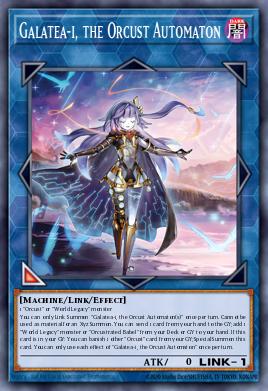 GALATEA-I, THE ORCUST AUTOMATON
DARK
闇
[MACHINE/LINK/EFFECT]
1 "Orcust" or "World Legacy" monster
You can only Link Summon "Galatea-i, the Orcust Automaton(s)" once per turn. Cannot be
used as material for an Xyz Summon. You can send 1 card from your hand to the GY; add 1
"World Legacy" monster or "Orcustrated Babel" from your Deck or GY to your hand. If this
card is in your GY: You can banish 1 other "Orcust" card from your GY; Special Summon this
card. You can only use each effect of "Galatea-i, the Orcust Automaton" once per turn.
ATK/ 0 LINK-1